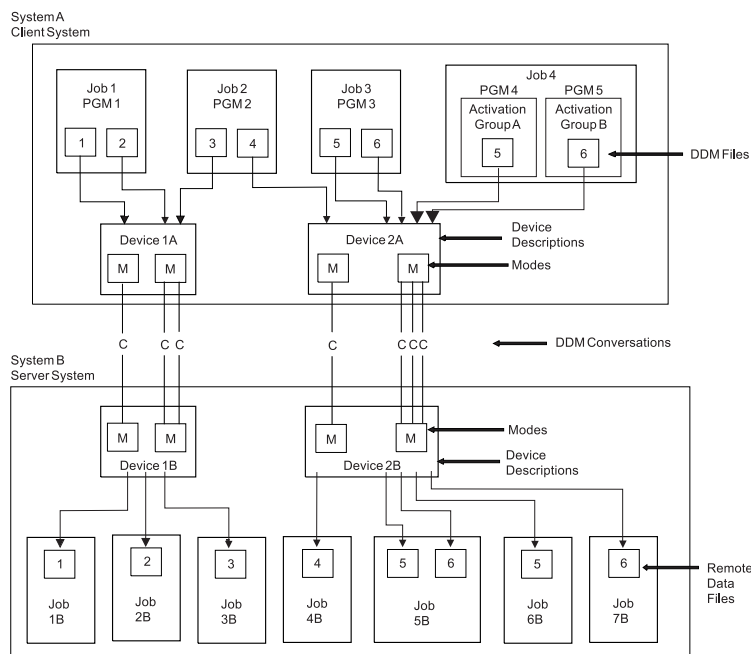 System A
Client System
Job 1
PGM 1
Job 2
PGM 2
Job 3
PGM 3
Job 4
PGM 4
PGM 5
Activation
Group A
Activation
Group B
1
2
3
4
5
6
5
6
DDM Files
Device 1A
Device 2A
Device
Descriptions
M
M
M
M
Modes
C
C
C
C
C
C
C
DDM Conversations
System B
Server System
M
M
M
M
Modes
Device 1B
Device 2B
Device
Descriptions
1
2
3
4
5
6
5
6
Remote
Data
Files
Job
1B
Job
2B
Job
3B
Job
4B
Job
5B
Job
6B
Job
7B